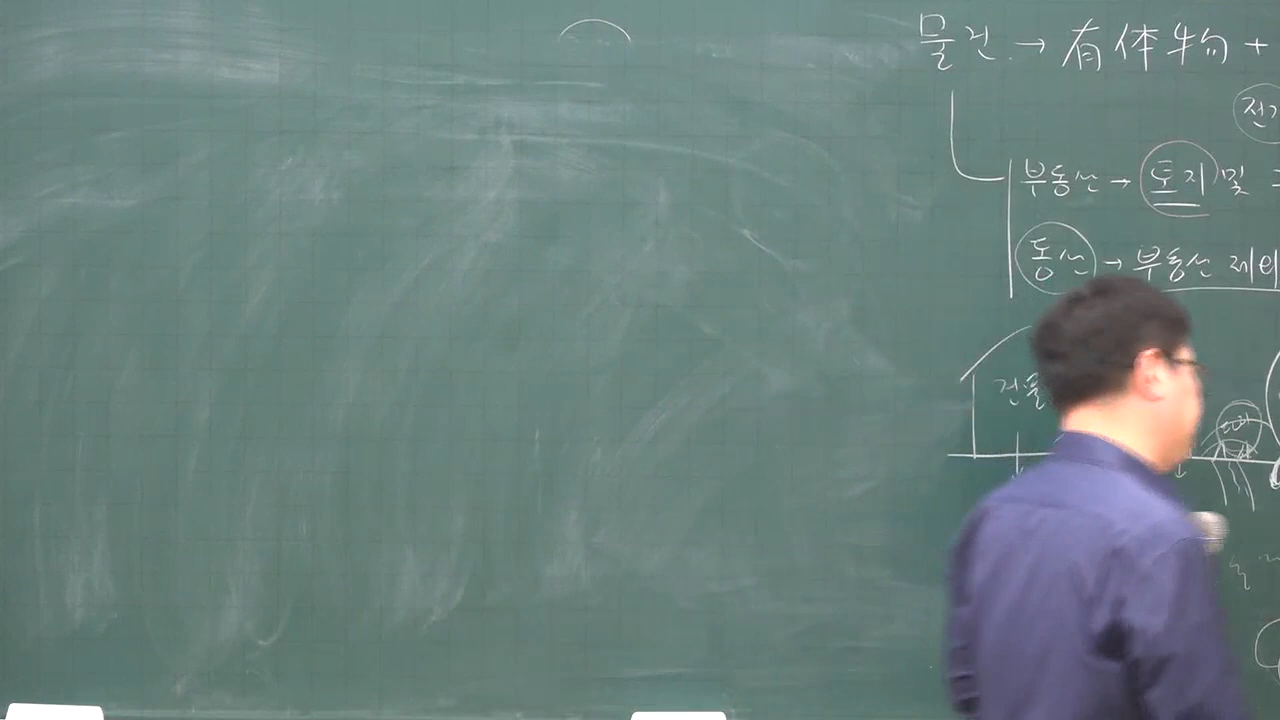 물건 → 有体物 +
전기
부동산 → 토지 및
동산 → 부동산 제외
건물